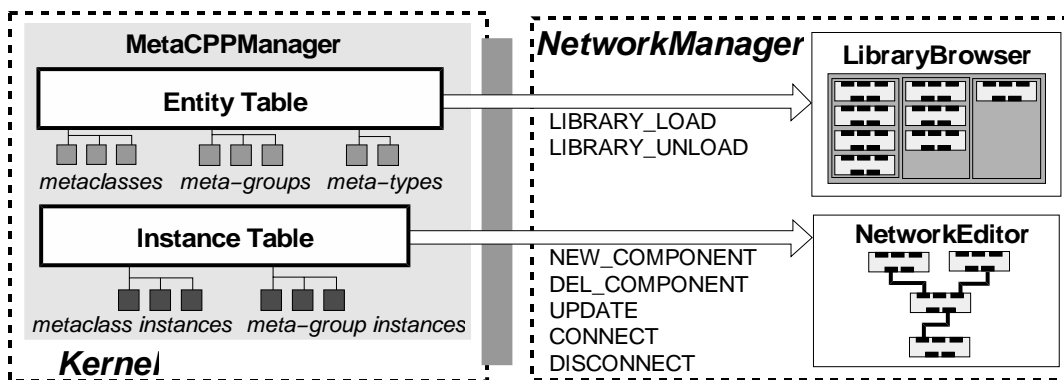 MetaCPPManager
Entity Table
metaclasses
meta−groups
meta−types
Instance Table
metaclass instances
meta−group instances
Kernel
NetworkManager
LIBRARY_LOAD
LIBRARY_UNLOAD
LibraryBrowser
NEW_COMPONENT
DEL_COMPONENT
UPDATE
CONNECT
DISCONNECT
NetworkEditor